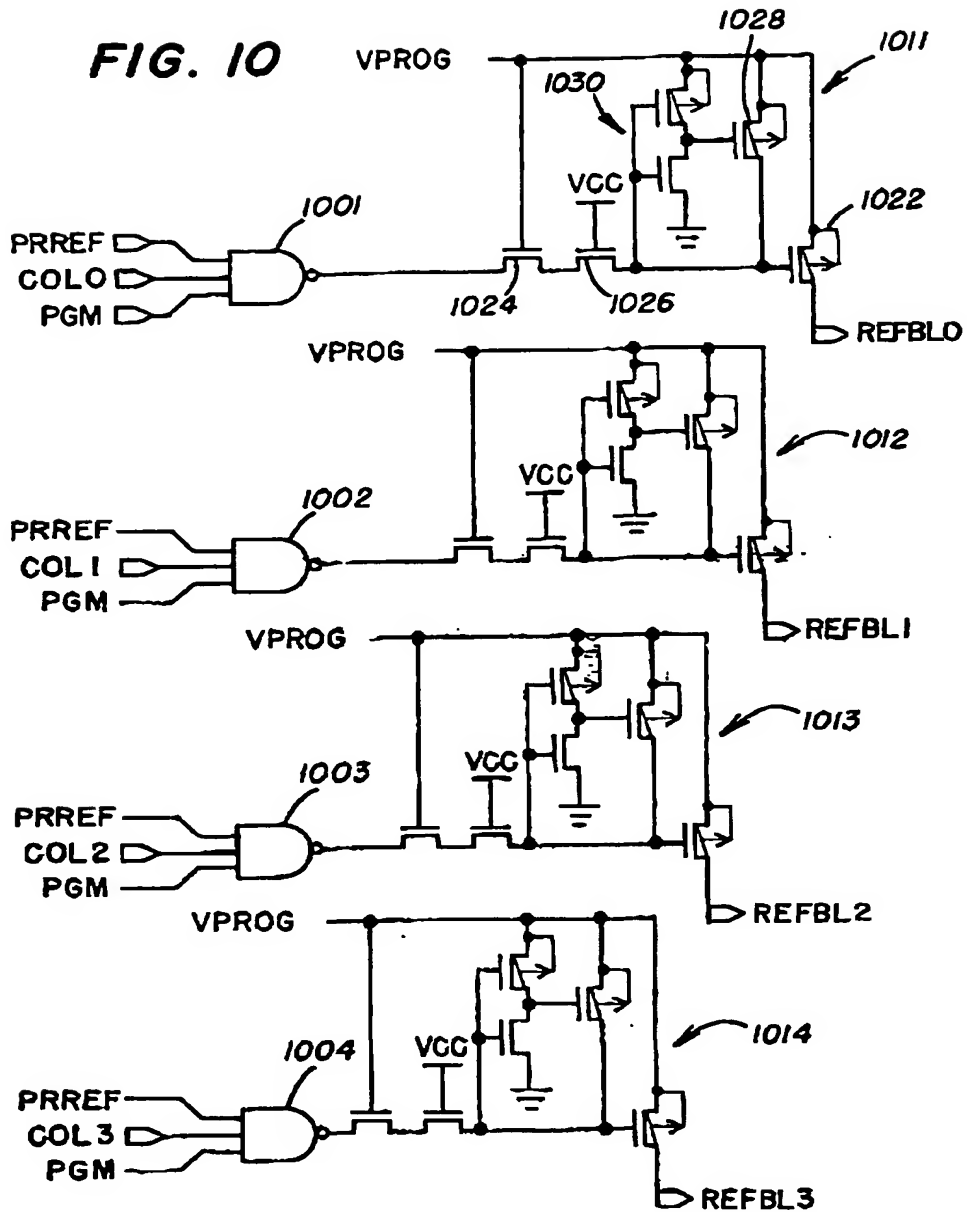 FIG. 10
VPROG
1028
1011
1030
VCC
1022
1001
PRREF
COL0
PGM
1024
1026
REFBL0
VPROG
1012
VCC
1002
PRREF
COL1
PGM
REFBL1
VPROG
1013
VCC
1003
PRREF
COL2
PGM
REFBL2
VPROG
1014
VCC
1004
PRREF
COL3
PGM
REFBL3